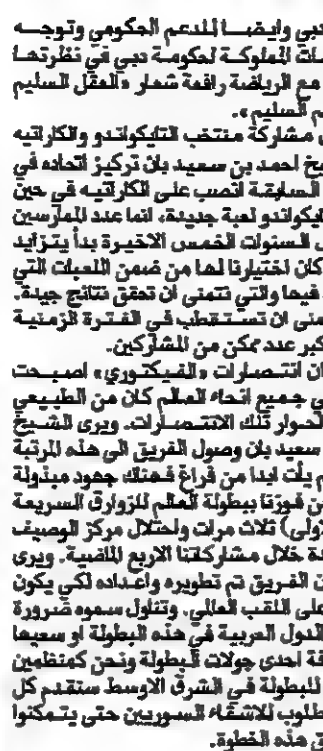 دبي وايضا للدعم الحكومي وتوجه
سات المملوكة لحكومة دبي في نظرتها
مع الرياضة رافعة شعار «العقل السليم
م السليم».
ى مشاركة منتخب التايكواندو والكاراتيه
يخ احمد بن سعيد بان تركيز اتحاده في
السابقة انصب على الكاراتيه في حين
ايكواندو لعبة جديدة، انما عدد الممارسين
ى السنوات الخمس الاخيرة بدأ يتزايد
كان اختيارنا لها من ضمن اللعبات التي
فيها والتي نتمنى ان تحقق نتائج جيدة.
منى ان تستقطب في الفترة الزمنية
كبر عدد ممكن من المشاركين.
ان انتصارات «الفيكتوري» اصبحت
ى جميع انحاء العالم كان من الطبيعي
الحوار تلك الانتصارات. ويرى الشيخ
سعيد بان وصول الفريق الى هذه المرتبة
م يأت ابدا من فراغ فهناك جهود مبذولة
ن فوزنا ببطولة العالم للزوارق السريعة
ولى) ثلاث مرات واحتلال مركز الوصيف
دة خلال مشاركتنا الاربع الماضية. ويرى
ن الفريق تم تطويره واعداده لكي يكون
على اللقب العالمي. وتناول سموه ضرورة
الدول العربية في هذه البطولة او سعيها
فة احدى جولات البطولة ونحن كمنظمين
للبطولة في الشرق الاوسط سنقدم كل
طلوب للاشقاء السوريين حتى يتمكنوا
ق هذه الخطوة.